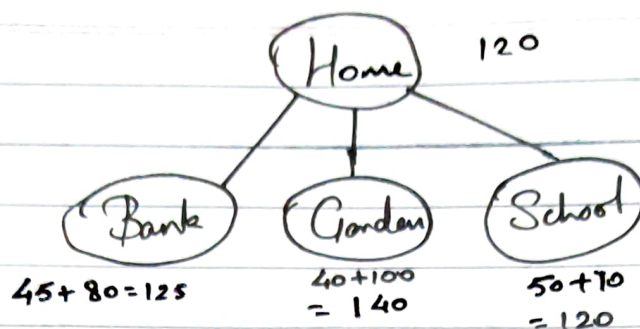 Home
120
Bank
Garden
School
45+80=125
40+100
= 140
50+70
= 120